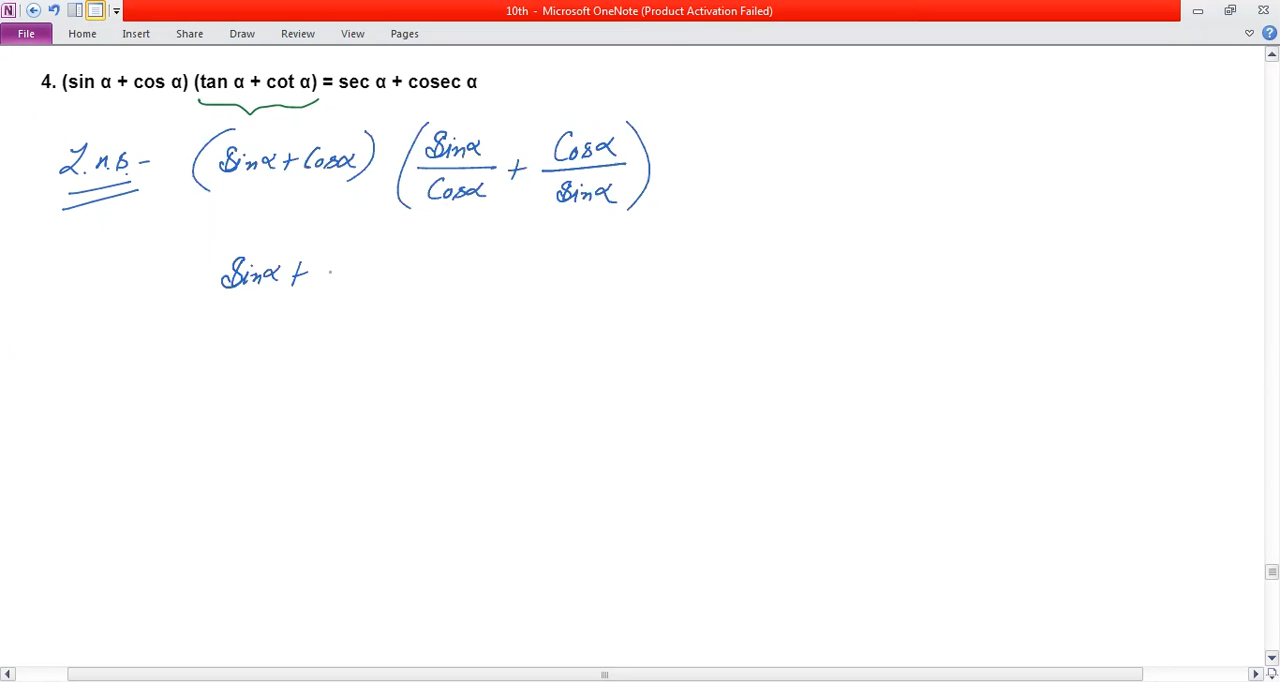 10th - Microsoft OneNote (Product Activation Failed)
File Home Insert Share Draw Review View Pages
4. (sin α + cos α) (tan α + cot α) = sec α + cosec α
L.H.S. - (Sinα + Cosα) (Sinα/Cosα + Cosα/Sinα)
Sinα +